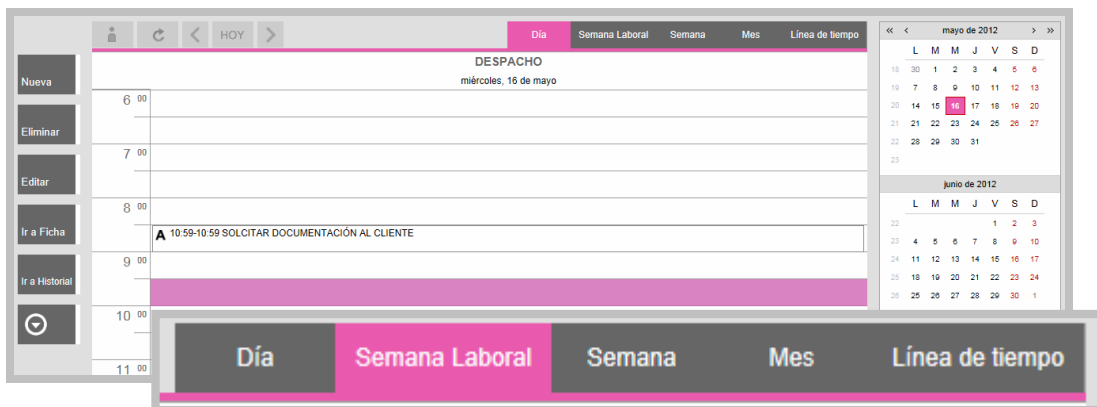 HOY Día Semana Laboral Semana Mes Línea de tiempo
DESPACHO
miércoles, 16 de mayo
Nueva
Eliminar
Editar
Ir a Ficha
Ir a Historial
6 00
7 00
8 00
A 10:59-10:59 SOLCITAR DOCUMENTACIÓN AL CLIENTE
9 00
10 00
11 00
« < mayo de 2012 > »
L M M J V S D
18 30 1 2 3 4 5 6
19 7 8 9 10 11 12 13
20 14 15 16 17 18 19 20
21 21 22 23 24 25 26 27
22 28 29 30 31
23
junio de 2012
L M M J V S D
22 1 2 3
23 4 5 6 7 8 9 10
24 11 12 13 14 15 16 17
25 18 19 20 21 22 23 24
26 25 26 27 28 29 30 1
Día Semana Laboral Semana Mes Línea de tiempo